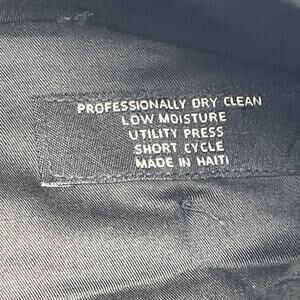 PROFESSIONALLY DRY CLEAN
LOW MOISTURE
UTILITY PRESS
SHORT CYCLE
MADE IN HAITI